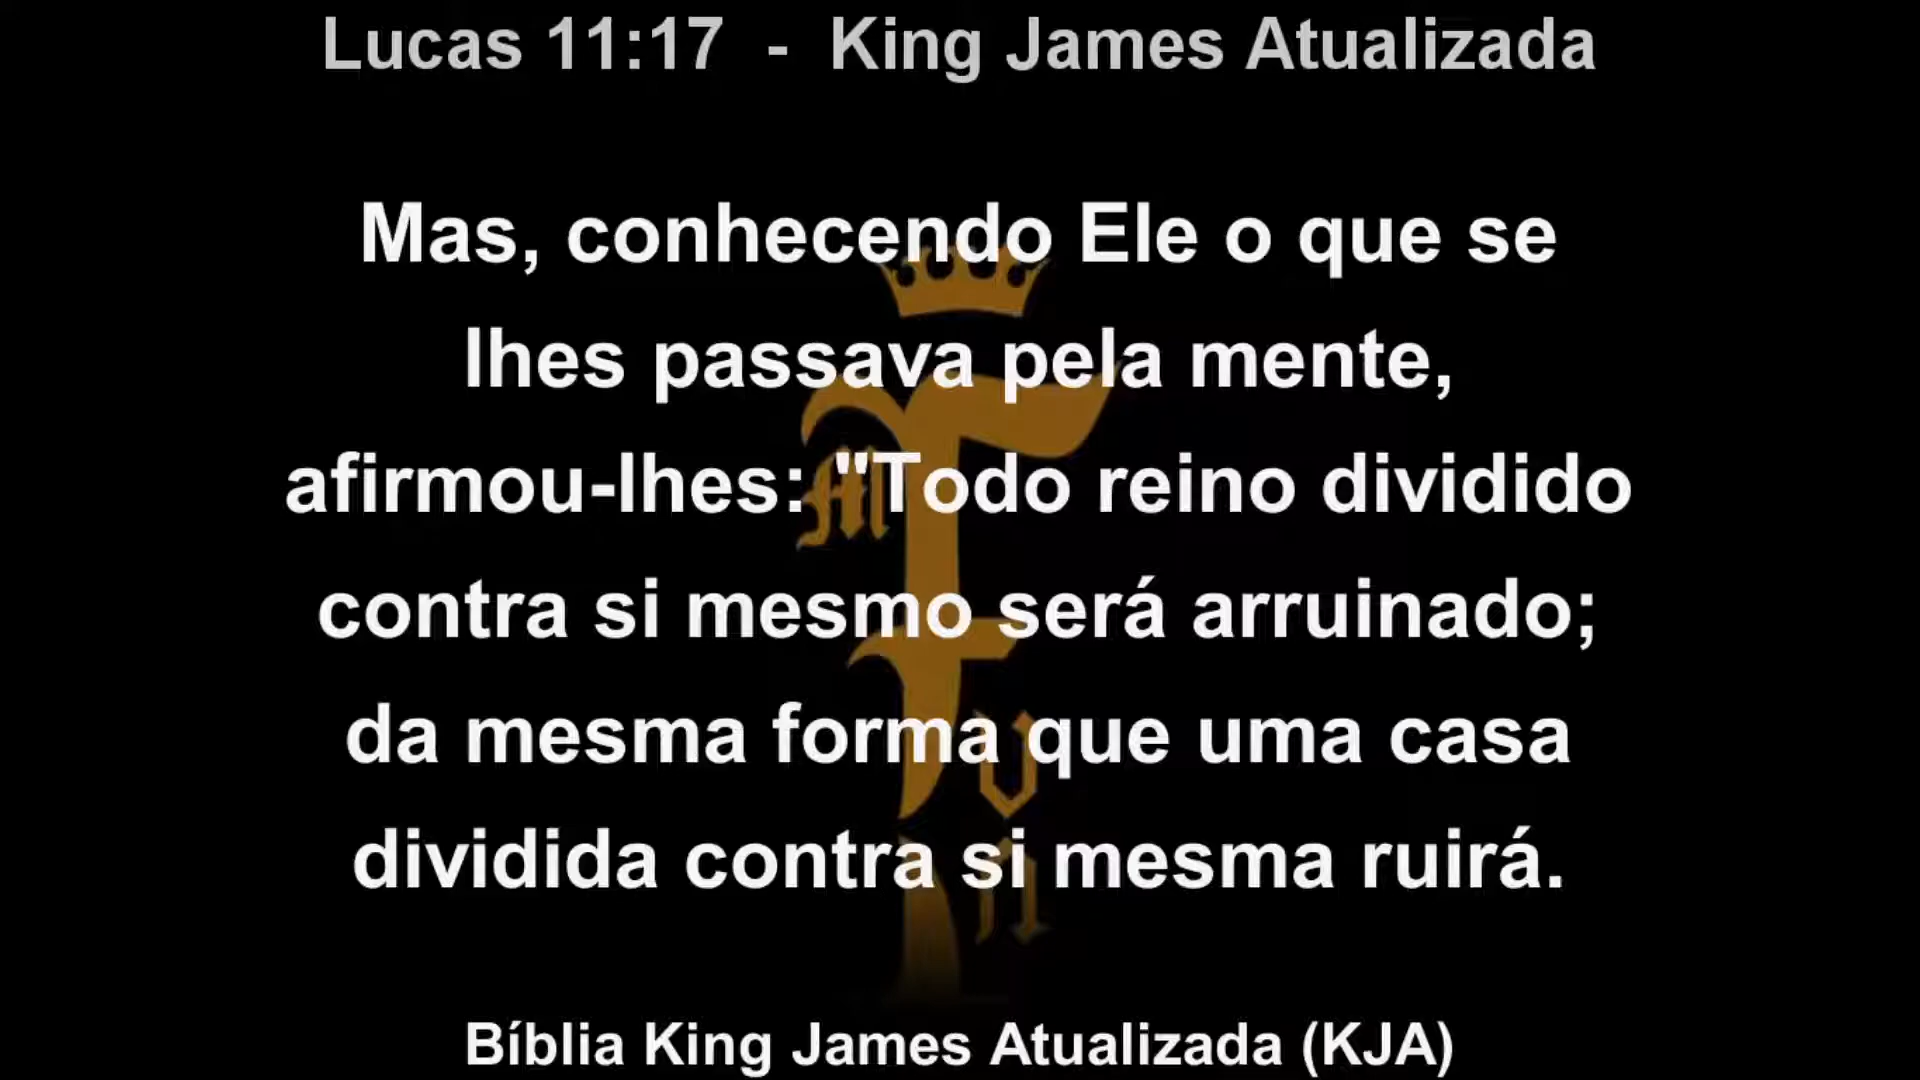 Lucas 11:17 - King James Atualizada
Mas, conhecendo Ele o que se
lhes passava pela mente,
afirmou-lhes: "Todo reino dividido
contra si mesmo será arruinado;
da mesma forma que uma casa
dividida contra si mesma ruirá.
Bíblia King James Atualizada (KJA)